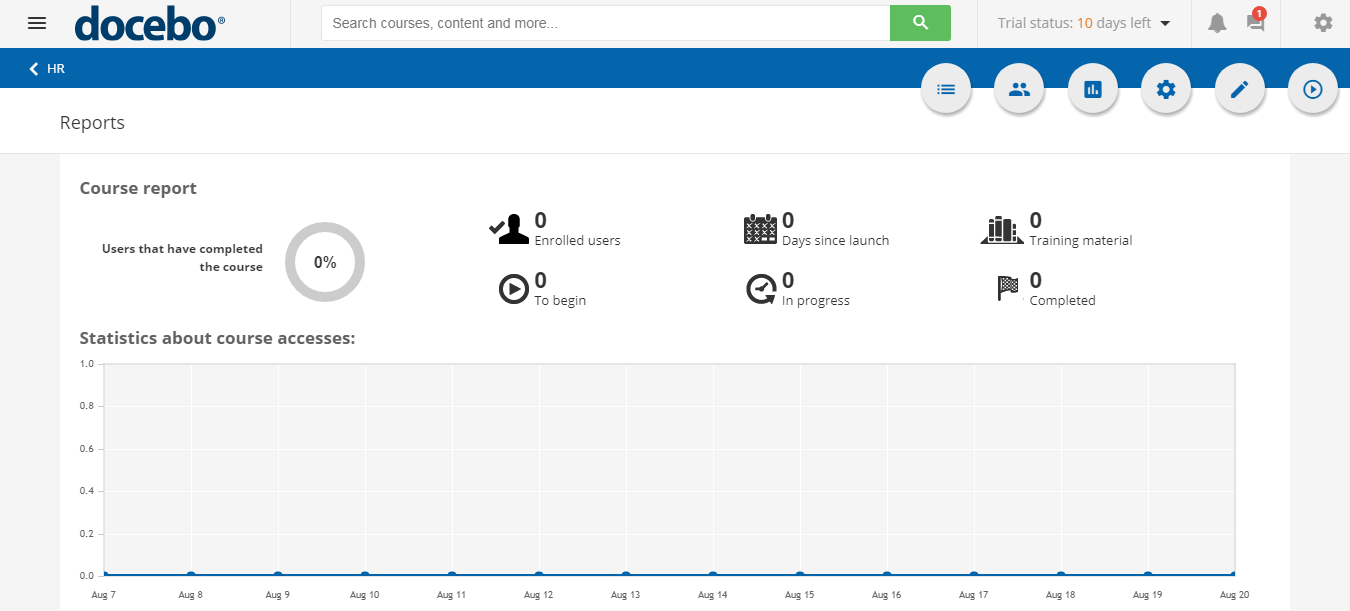 docebo®
Search courses, content and more...
Trial status: 10 days left
1
HR
Reports
Course report
Users that have completed
the course
0%
0
Enrolled users
0
Days since launch
0
Training material
0
To begin
0
In progress
0
Completed
Statistics about course accesses:
1.0
0.8
0.6
0.4
0.2
0.0
Aug 7 Aug 8 Aug 9 Aug 10 Aug 11 Aug 12 Aug 13 Aug 14 Aug 15 Aug 16 Aug 17 Aug 18 Aug 19 Aug 20